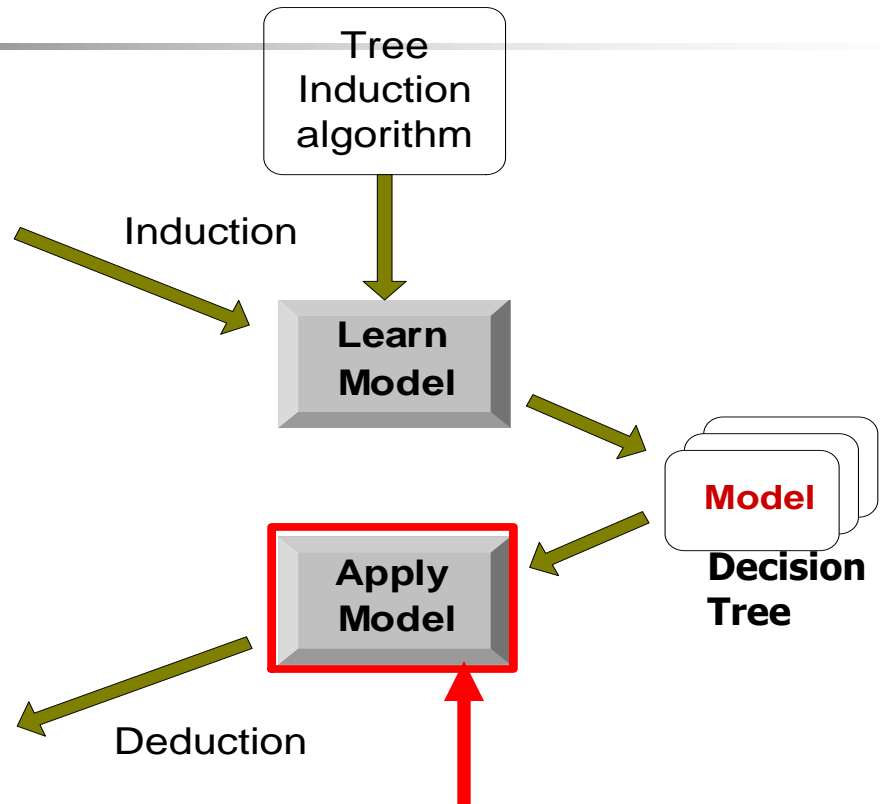 Tree
Induction
algorithm
Induction
Learn
Model
Model
Decision
Tree
Apply
Model
Deduction